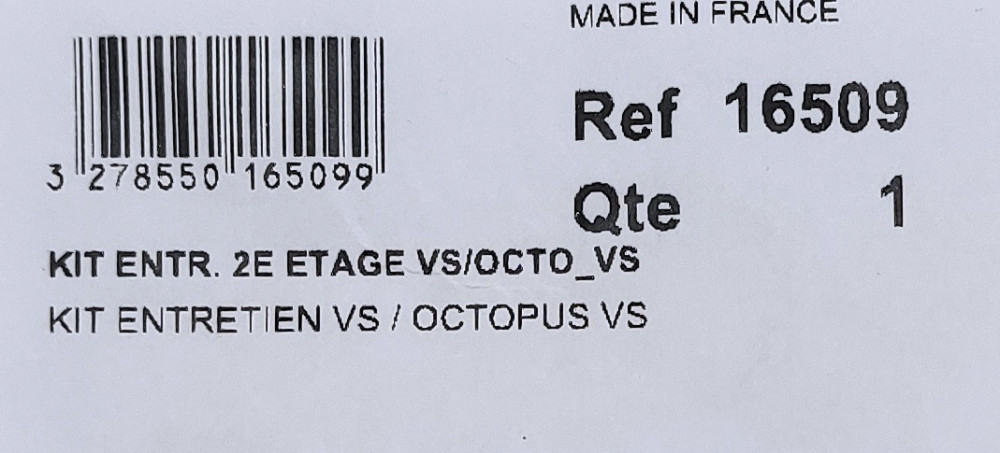 MADE IN FRANCE
Ref 16509
3 278550 165099
Qte 1
KIT ENTR. 2E ETAGE VS/OCTO_VS
KIT ENTRETIEN VS / OCTOPUS VS